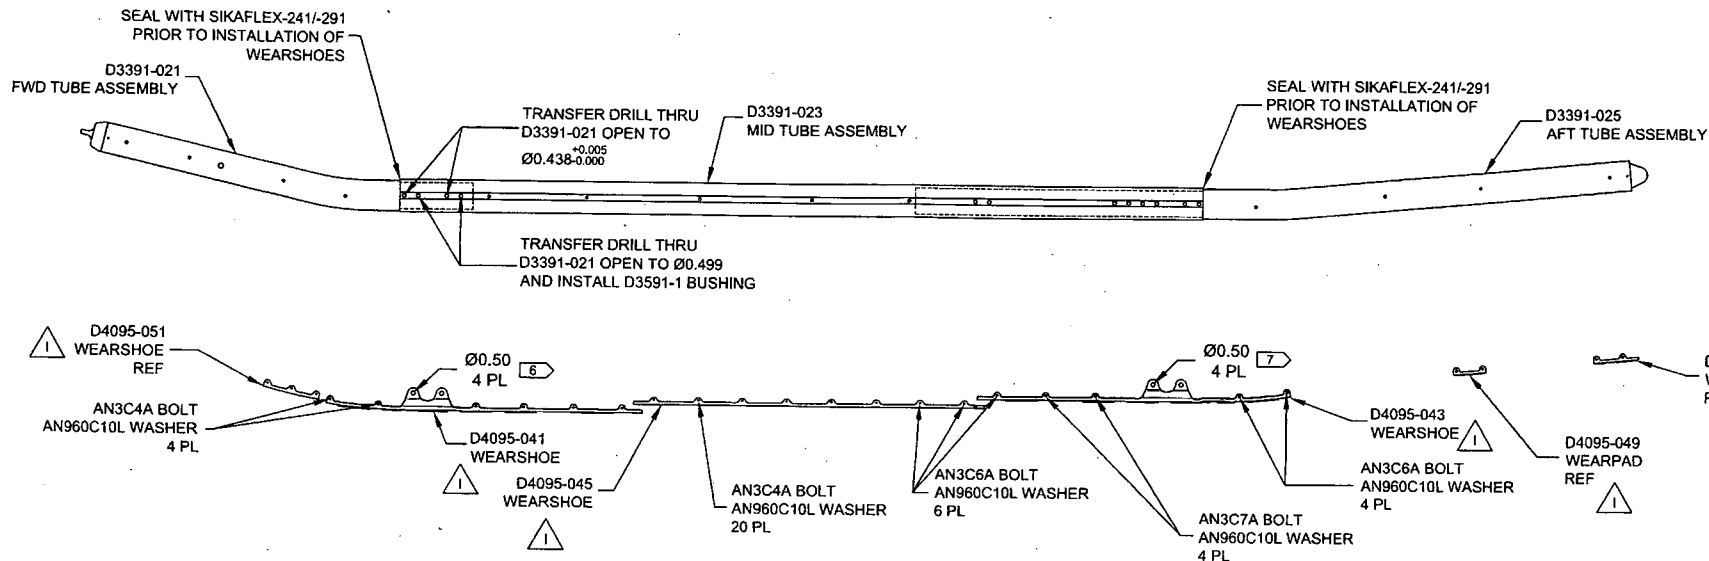 SEAL WITH SIKAFLEX-241/-291
PRIOR TO INSTALLATION OF
WEARSHOES
D3391-021
FWD TUBE ASSEMBLY
TRANSFER DRILL THRU
D3391-021 OPEN TO
Ø0.438+0.005-0.000
D3391-023
MID TUBE ASSEMBLY
SEAL WITH SIKAFLEX-241/-291
PRIOR TO INSTALLATION OF
WEARSHOES
D3391-025
AFT TUBE ASSEMBLY
TRANSFER DRILL THRU
D3391-021 OPEN TO Ø0.499
AND INSTALL D3591-1 BUSHING
1
D4095-051
WEARSHOE
REF
Ø0.50
4 PL
6
Ø0.50
4 PL
7
AN3C4A BOLT
AN960C10L WASHER
4 PL
D4095-041
WEARSHOE
1
D4095-045
WEARSHOE
1
AN3C4A BOLT
AN960C10L WASHER
20 PL
AN3C6A BOLT
AN960C10L WASHER
6 PL
AN3C7A BOLT
AN960C10L WASHER
4 PL
D4095-043
WEARSHOE
1
AN3C6A BOLT
AN960C10L WASHER
4 PL
D4095-049
WEARPAD
REF
1